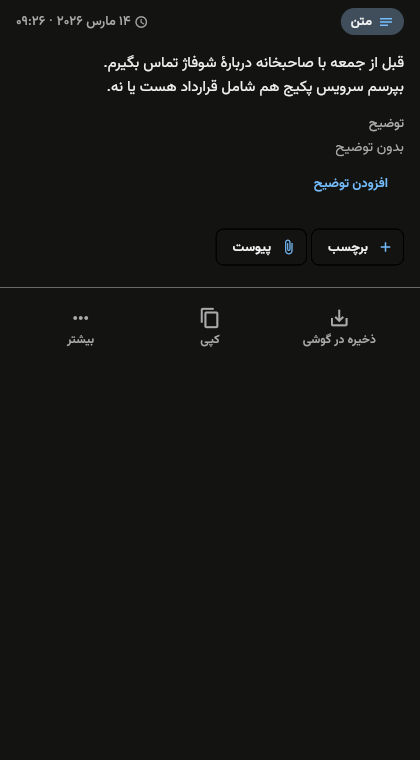 متن
۱۴ مارس ۲۰۲۶ · ۰۹:۲۶
قبل از جمعه با صاحبخانه دربارهٔ شوفاژ تماس بگیرم.
بپرسم سرویس پکیج هم شامل قرارداد هست یا نه.
توضیح
بدون توضیح
افزودن توضیح
برچسب
پیوست
ذخیره در گوشی
کپی
بیشتر